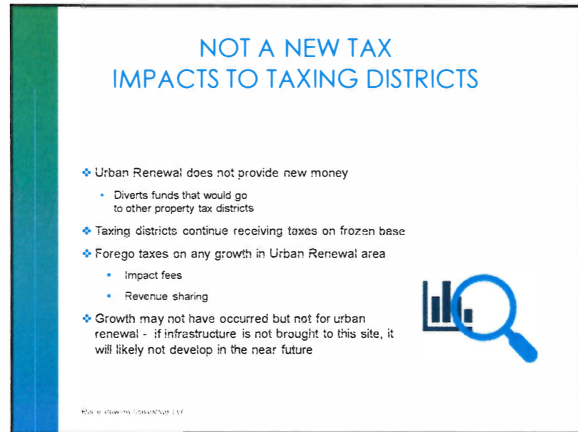 NOT A NEW TAX
IMPACTS TO TAXING DISTRICTS
❖ Urban Renewal does not provide new money
• Diverts funds that would go
to other property tax districts
❖ Taxing districts continue receiving taxes on frozen base
❖ Forego taxes on any growth in Urban Renewal area
▪ Impact fees
▪ Revenue sharing
❖ Growth may not have occurred but not for urban
renewal - if infrastructure is not brought to this site, it
will likely not develop in the near future